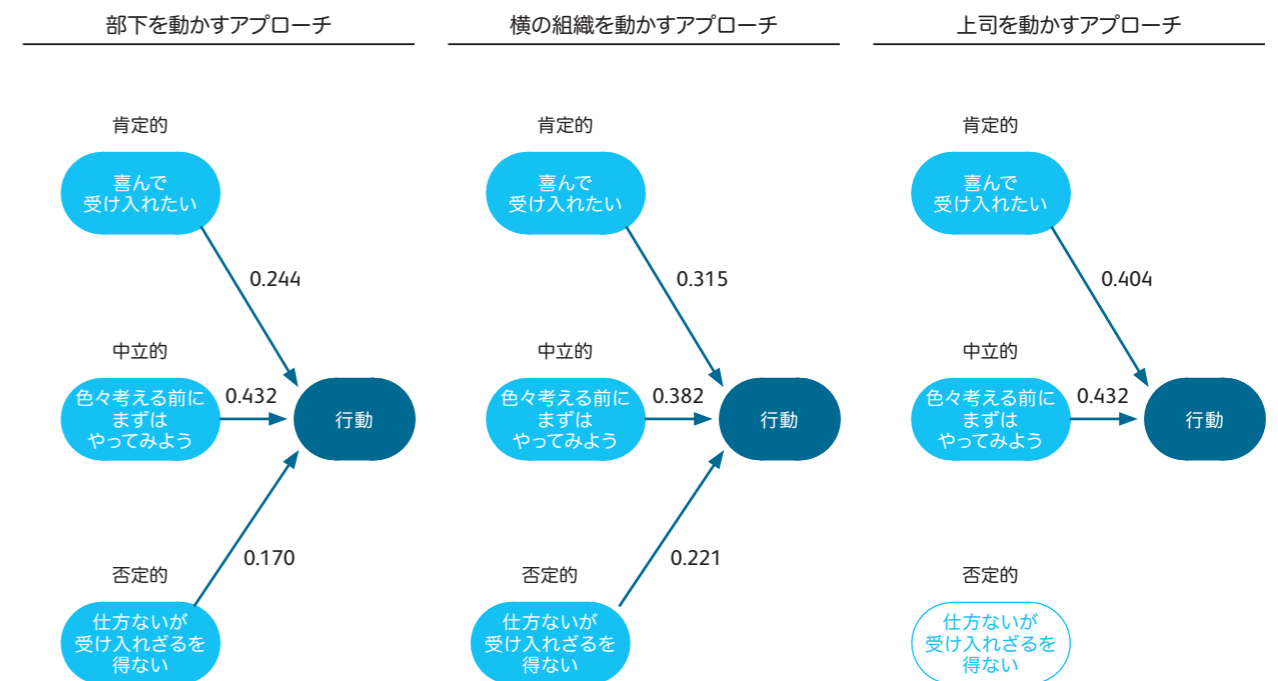 部下を動かすアプローチ
肯定的
喜んで
受け入れたい
0.244
中立的
色々考える前に
まずは
やってみよう
0.432
行動
0.170
否定的
仕方ないが
受け入れざるを
得ない
横の組織を動かすアプローチ
肯定的
喜んで
受け入れたい
0.315
中立的
色々考える前に
まずは
やってみよう
0.382
行動
0.221
否定的
仕方ないが
受け入れざるを
得ない
上司を動かすアプローチ
肯定的
喜んで
受け入れたい
0.404
中立的
色々考える前に
まずは
やってみよう
0.432
行動
否定的
仕方ないが
受け入れざるを
得ない